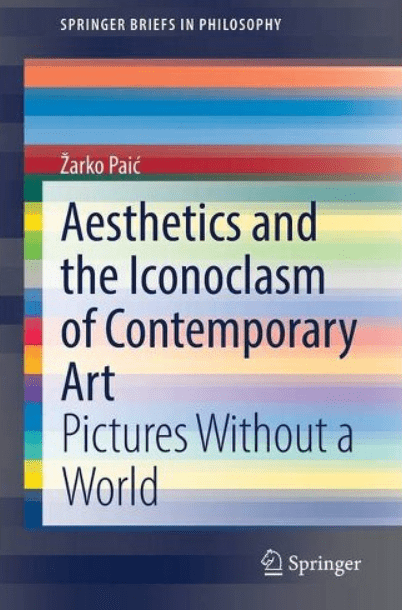 SPRINGER BRIEFS IN PHILOSOPHY
Žarko Paić
Aesthetics and
the Iconoclasm
of Contemporary
Art
Pictures Without a
World
Springer